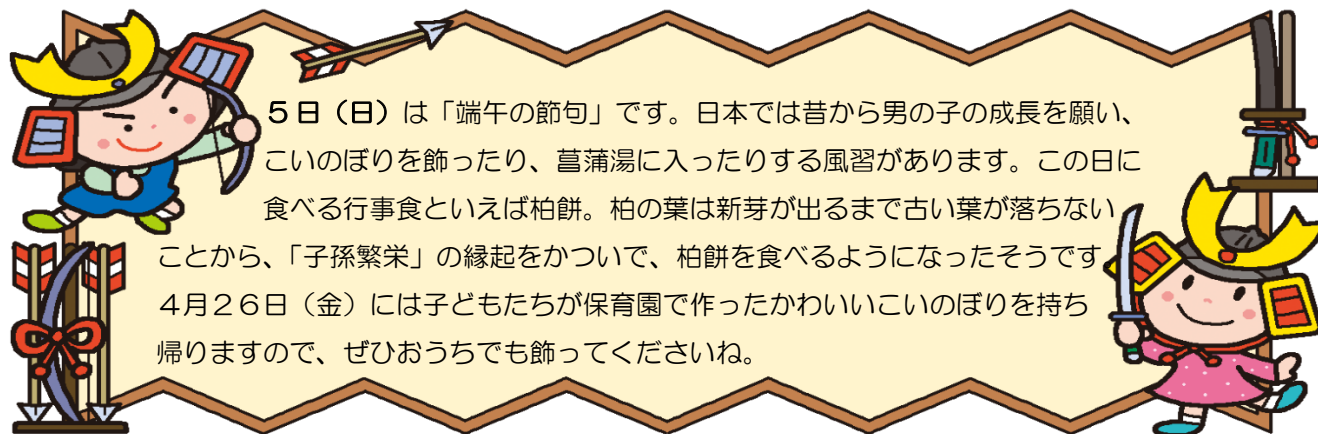 ５日（日）は「端午の節句」です。日本では昔から男の子の成長を願い、
こいのぼりを飾ったり、菖蒲湯に入ったりする風習があります。この日に
食べる行事食といえば柏餅。柏の葉は新芽が出るまで古い葉が落ちない
ことから、「子孫繁栄」の縁起をかついで、柏餅を食べるようになったそうです
４月２６日（金）には子どもたちが保育園で作ったかわいいこいのぼりを持ち
帰りますので、ぜひおうちでも飾ってくださいね。